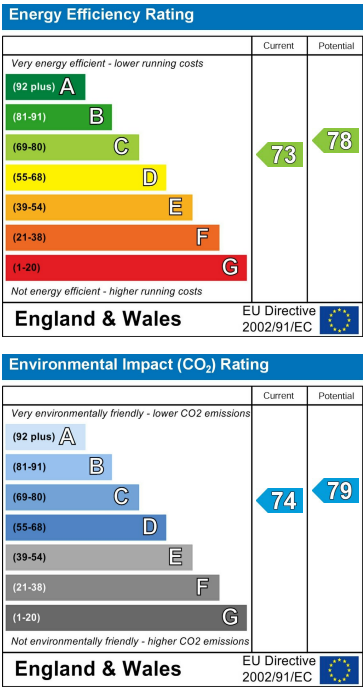 Energy Efficiency Rating
Current Potential
Very energy efficient - lower running costs
(92 plus) A
(81-91) B
(69-80) C
73 78
(55-68) D
(39-54) E
(21-38) F
(1-20) G
Not energy efficient - higher running costs
England & Wales
EU Directive
2002/91/EC
Environmental Impact (CO₂) Rating
Current Potential
Very environmentally friendly - lower CO2 emissions
(92 plus) A
(81-91) B
(69-80) C
74 79
(55-68) D
(39-54) E
(21-38) F
(1-20) G
Not environmentally friendly - higher CO2 emissions
England & Wales
EU Directive
2002/91/EC